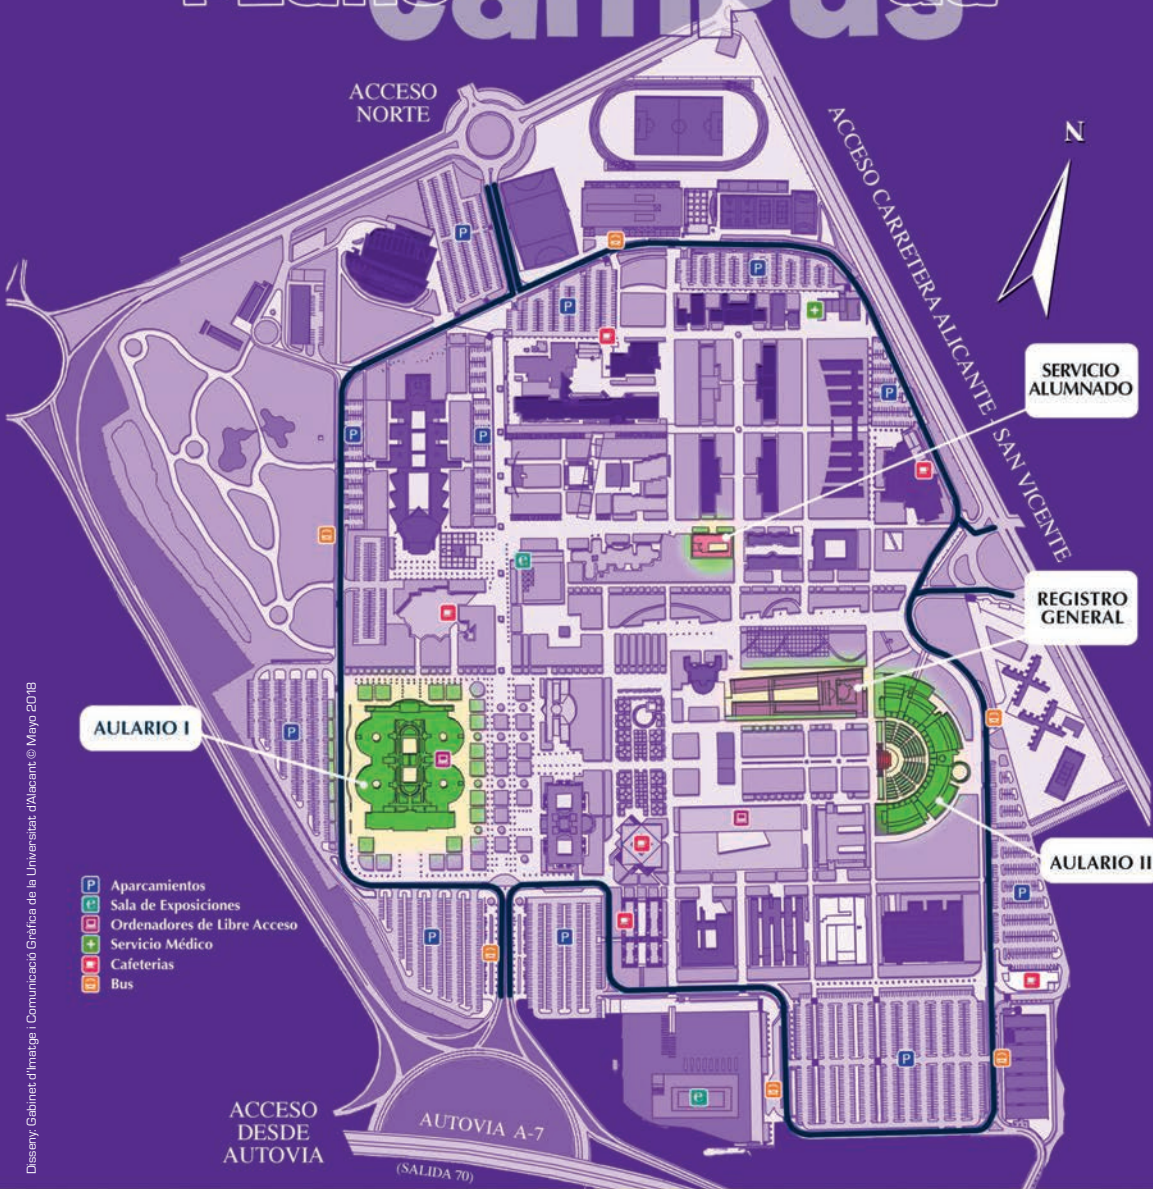 campus
ACCESO
NORTE
ACCESO CARRETERA ALICANTE - SAN VICENTE
N
SERVICIO
ALUMNADO
REGISTRO
GENERAL
AULARIO I
AULARIO II
P Aparcamientos
e Sala de Exposiciones
Ordenadores de Libre Acceso
Servicio Médico
Cafeterias
Bus
ACCESO
DESDE
AUTOVIA
AUTOVIA A-7
(SALIDA 70)
Disseny: Gabinet d'Imatge i Comunicació Gràfica de la Universitat d'Alacant © Mayo 2018
P
P
P
P
P
P
P
P
P
P
P
P
e
e